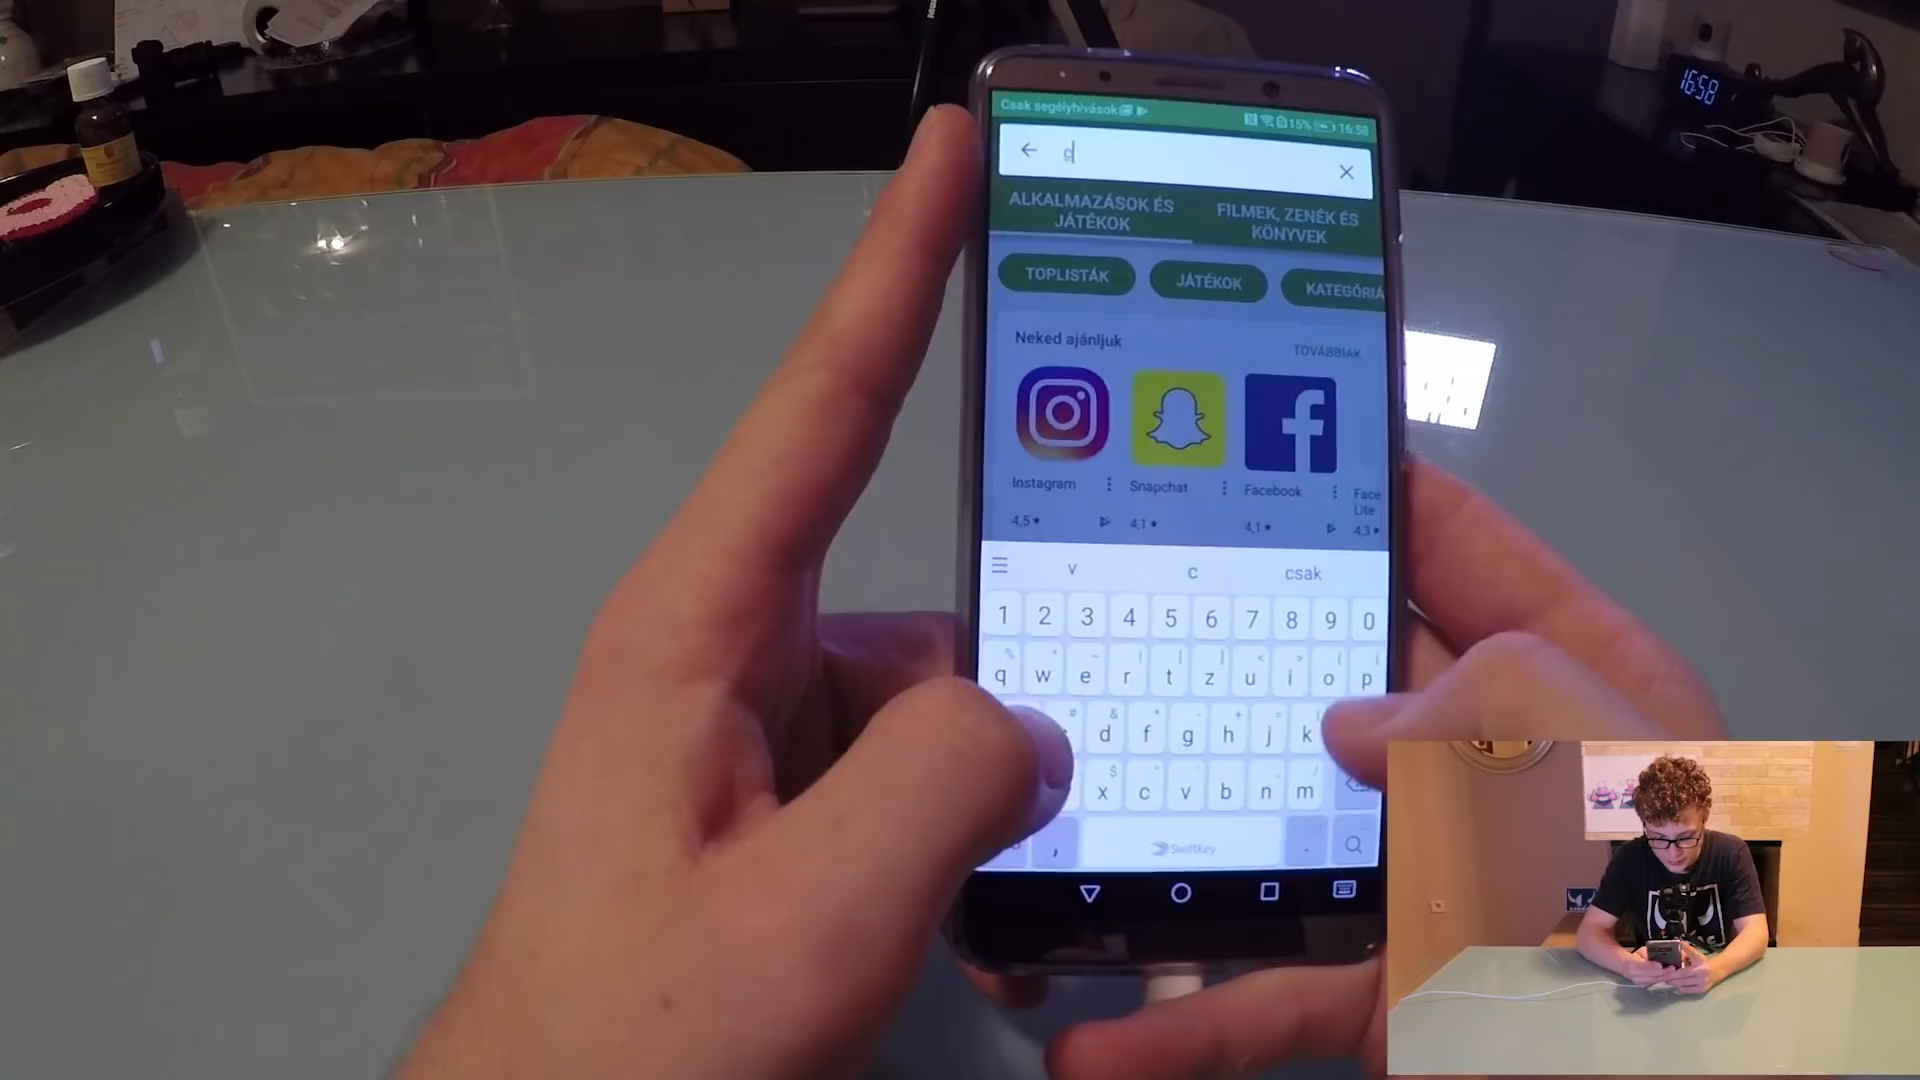 16:58
Csak segélyhívások
15% 16:58
c
ALKALMAZÁSOK ÉS
JÁTÉKOK
FILMEK, ZENÉK ÉS
KÖNYVEK
TOPLISTÁK
JÁTÉKOK
KATEGÓRIÁ
Neked ajánljuk
TOVÁBBIAK
Instagram
Snapchat
Facebook
Face
Lite
4,5★
4,1★
4,1★
4,3★
v
c
csak
1 2 3 4 5 6 7 8 9 0
q w e r t z u i o p
d f g h j k
x c v b n m
, SwiftKey .